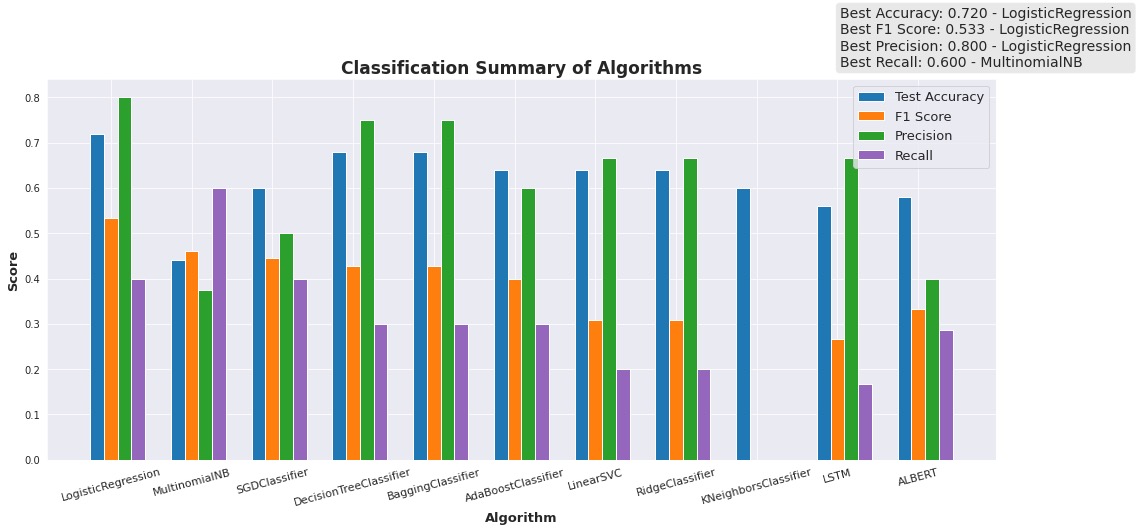 Best Accuracy: 0.720 - LogisticRegression
Best F1 Score: 0.533 - LogisticRegression
Best Precision: 0.800 - LogisticRegression
Best Recall: 0.600 - MultinomialNB
Classification Summary of Algorithms
Test Accuracy
F1 Score
Precision
Recall
Score
0.8
0.7
0.6
0.5
0.4
0.3
0.2
0.1
0.0
LogisticRegression
MultinomialNB
SGDClassifier
DecisionTreeClassifier
BaggingClassifier
AdaBoostClassifier
LinearSVC
RidgeClassifier
KNeighborsClassifier
LSTM
ALBERT
Algorithm